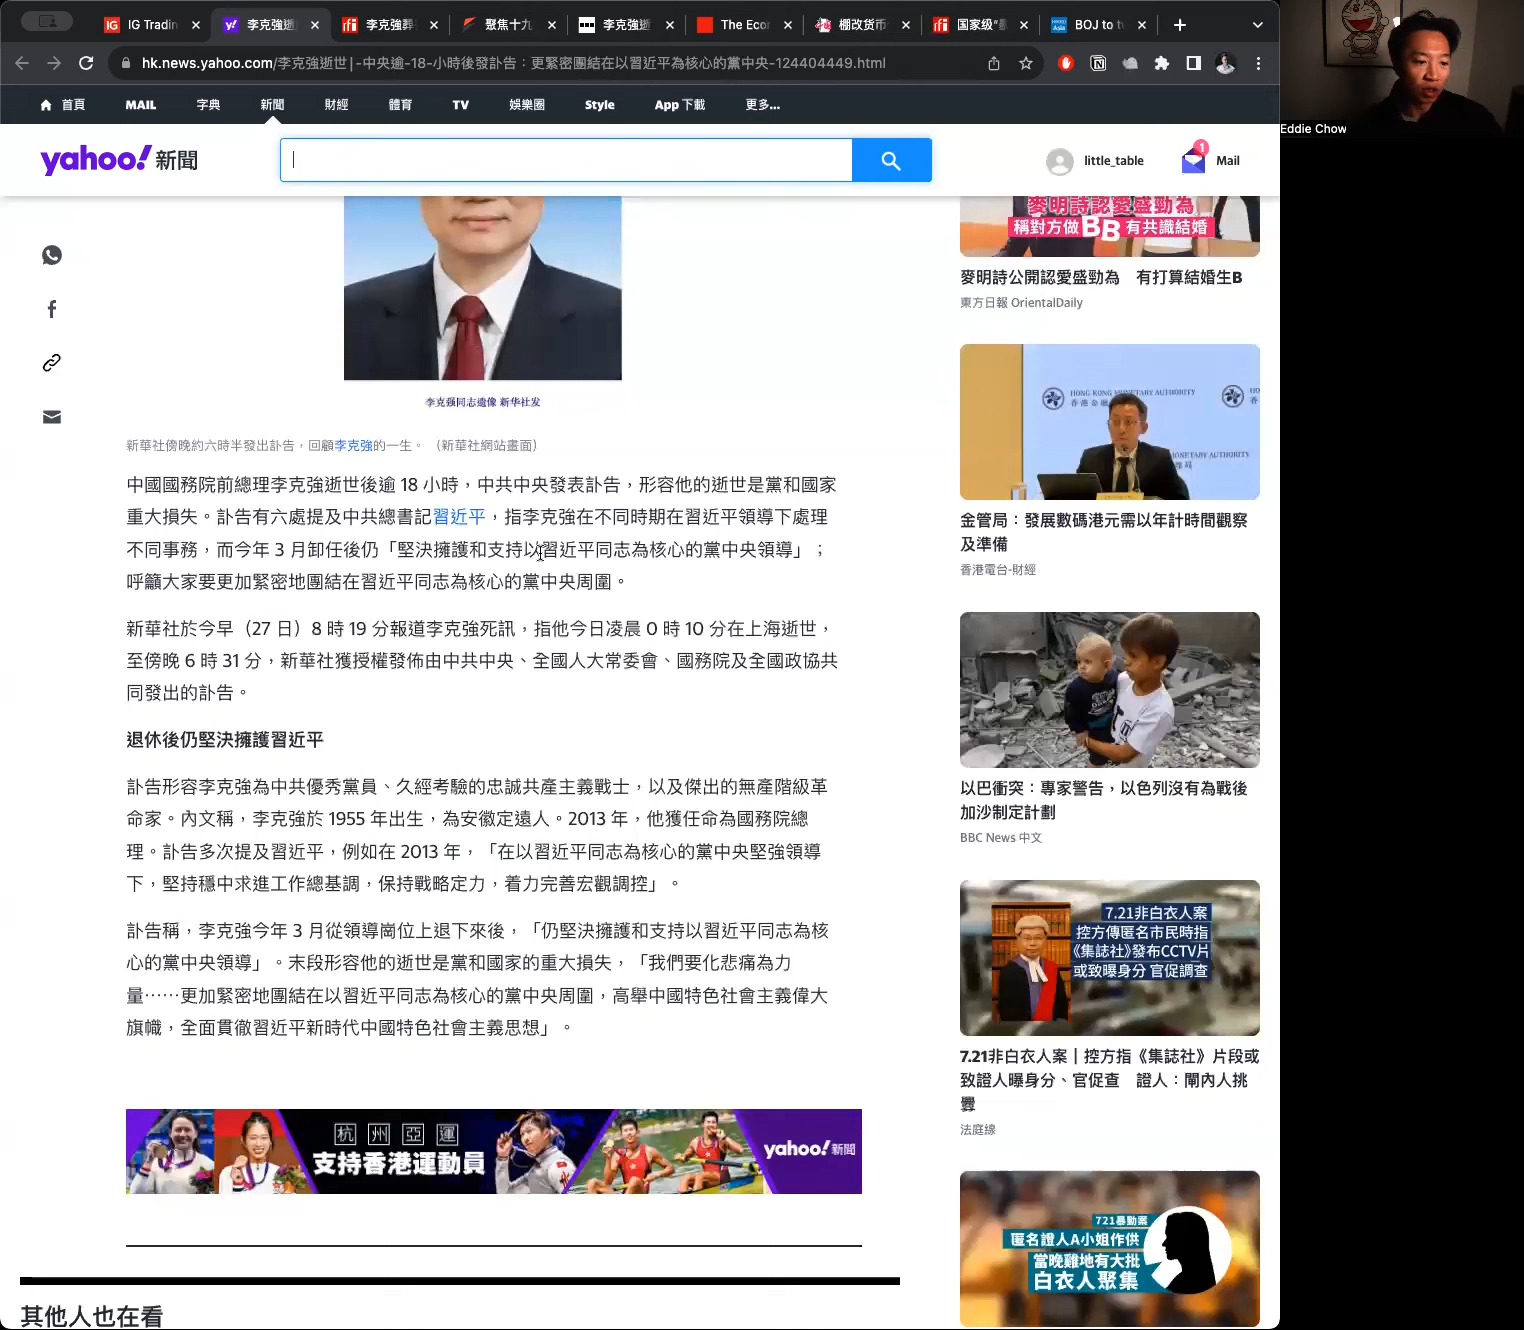 IG Tradin
李克強逝
李克強葬
聚焦十九
李克強逝
The Econ
棚改货币
国家级"
BOJ to tw
hk.news.yahoo.com/李克強逝世|-中央逾-18-小時後發訃告：更緊密團結在以習近平為核心的黨中央-124404449.html
首頁 MAIL 字典 新聞 財經 體育 TV 娛樂圈 Style App 下載 更多...
yahoo!新聞
little_table
1
Mail
Eddie Chow
李克强同志遗像 新华社发
新華社傍晚約六時半發出訃告，回顧李克強的一生。（新華社網站畫面）
中國國務院前總理李克強逝世後逾 18 小時，中共中央發表訃告，形容他的逝世是黨和國家
重大損失。訃告有六處提及中共總書記習近平，指李克強在不同時期在習近平領導下處理
不同事務，而今年 3 月卸任後仍「堅決擁護和支持以習近平同志為核心的黨中央領導」；
呼籲大家要更加緊密地團結在習近平同志為核心的黨中央周圍。
新華社於今早（27 日）8 時 19 分報道李克強死訊，指他今日凌晨 0 時 10 分在上海逝世，
至傍晚 6 時 31 分，新華社獲授權發佈由中共中央、全國人大常委會、國務院及全國政協共
同發出的訃告。
退休後仍堅決擁護習近平
訃告形容李克強為中共優秀黨員、久經考驗的忠誠共產主義戰士，以及傑出的無產階級革
命家。內文稱，李克強於 1955 年出生，為安徽定遠人。2013 年，他獲任命為國務院總
理。訃告多次提及習近平，例如在 2013 年，「在以習近平同志為核心的黨中央堅強領導
下，堅持穩中求進工作總基調，保持戰略定力，着力完善宏觀調控」。
訃告稱，李克強今年 3 月從領導崗位上退下來後，「仍堅決擁護和支持以習近平同志為核
心的黨中央領導」。末段形容他的逝世是黨和國家的重大損失，「我們要化悲痛為力
量……更加緊密地團結在以習近平同志為核心的黨中央周圍，高舉中國特色社會主義偉大
旗幟，全面貫徹習近平新時代中國特色社會主義思想」。
杭州亞運
支持香港運動員
yahoo!新聞
其他人也在看
麥明詩認愛盛勁為
稱對方做BB有共識結婚
麥明詩公開認愛盛勁為 有打算結婚生B
東方日報 OrientalDaily
HONG KONG MONETARY AUTHORITY
香港金融
MONETARY AUTHORITY
金管局：發展數碼港元需以年計時間觀察
及準備
香港電台-財經
以巴衝突：專家警告，以色列沒有為戰後
加沙制定計劃
BBC News 中文
7.21非白衣人案
控方傳匿名市民時指
《集誌社》發布CCTV片
或致曝身分 官促調查
7.21非白衣人案｜控方指《集誌社》片段或
致證人曝身分、官促查 證人：閘內人挑
釁
法庭線
721暴動案
匿名證人A小姐作供
當晚雞地有大批
白衣人聚集